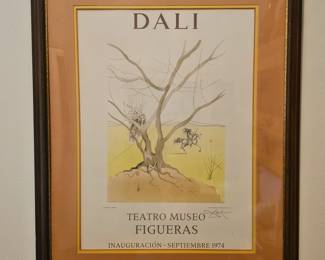 DALI
TEATRO MUSEO
FIGUERAS
INAUGURACIÓN - SEPTIEMBRE 1974